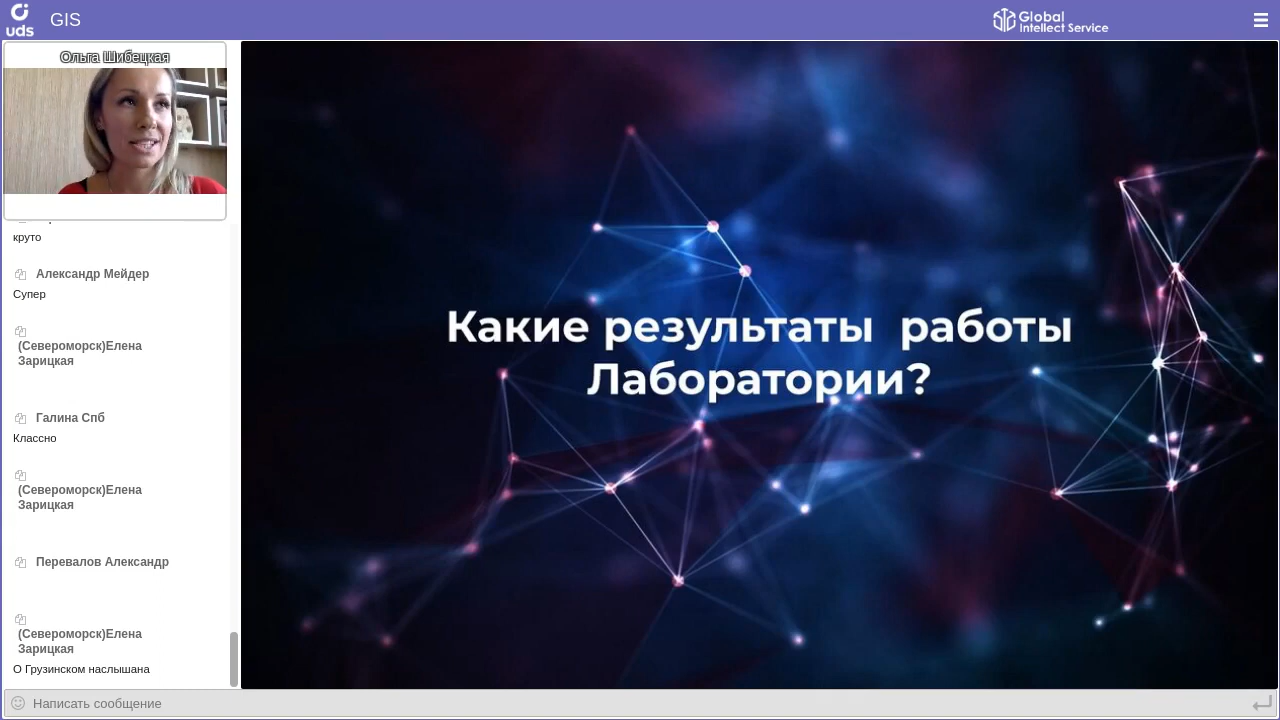 uds
GIS
Global
Intellect Service
Ольга Шибецкая
круто
Александр Мейдер
Супер
(Североморск)Елена
Зарицкая
Галина Спб
Классно
(Североморск)Елена
Зарицкая
Перевалов Александр
(Североморск)Елена
Зарицкая
О Грузинском наслышана
Какие результаты работы
Лаборатории?
Написать сообщение